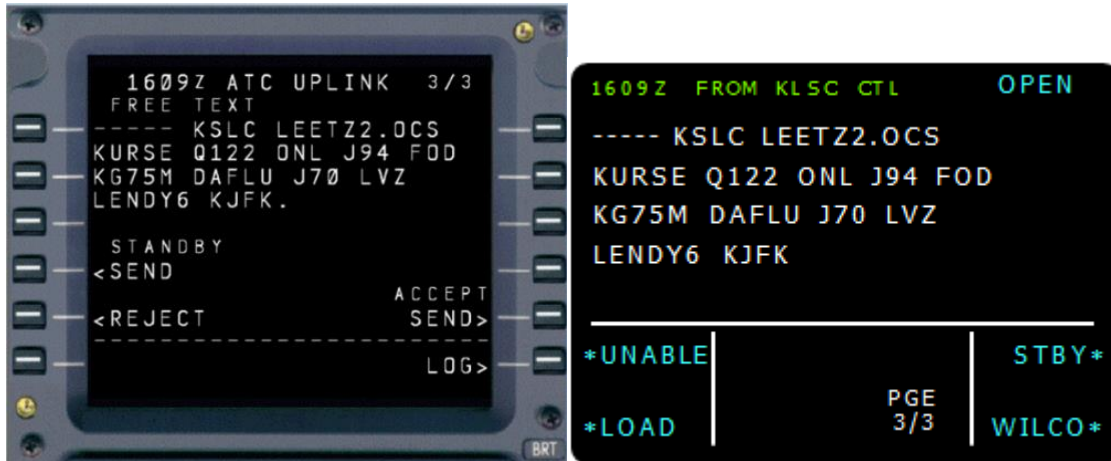 1609Z ATC UPLINK 3/3
FREE TEXT
----- KSLC LEETZ2.OCS
KURSE Q122 ONL J94 FOD
KG75M DAFLU J70 LVZ
LENDY6 KJFK.
STANDBY
<SEND
ACCEPT
<REJECT SEND>
--------------------------
LOG>
BRT
1609Z FROM KLSC CTL OPEN
----- KSLC LEETZ2.OCS
KURSE Q122 ONL J94 FOD
KG75M DAFLU J70 LVZ
LENDY6 KJFK
*UNABLE STBY*
PGE
*LOAD 3/3 WILCO*